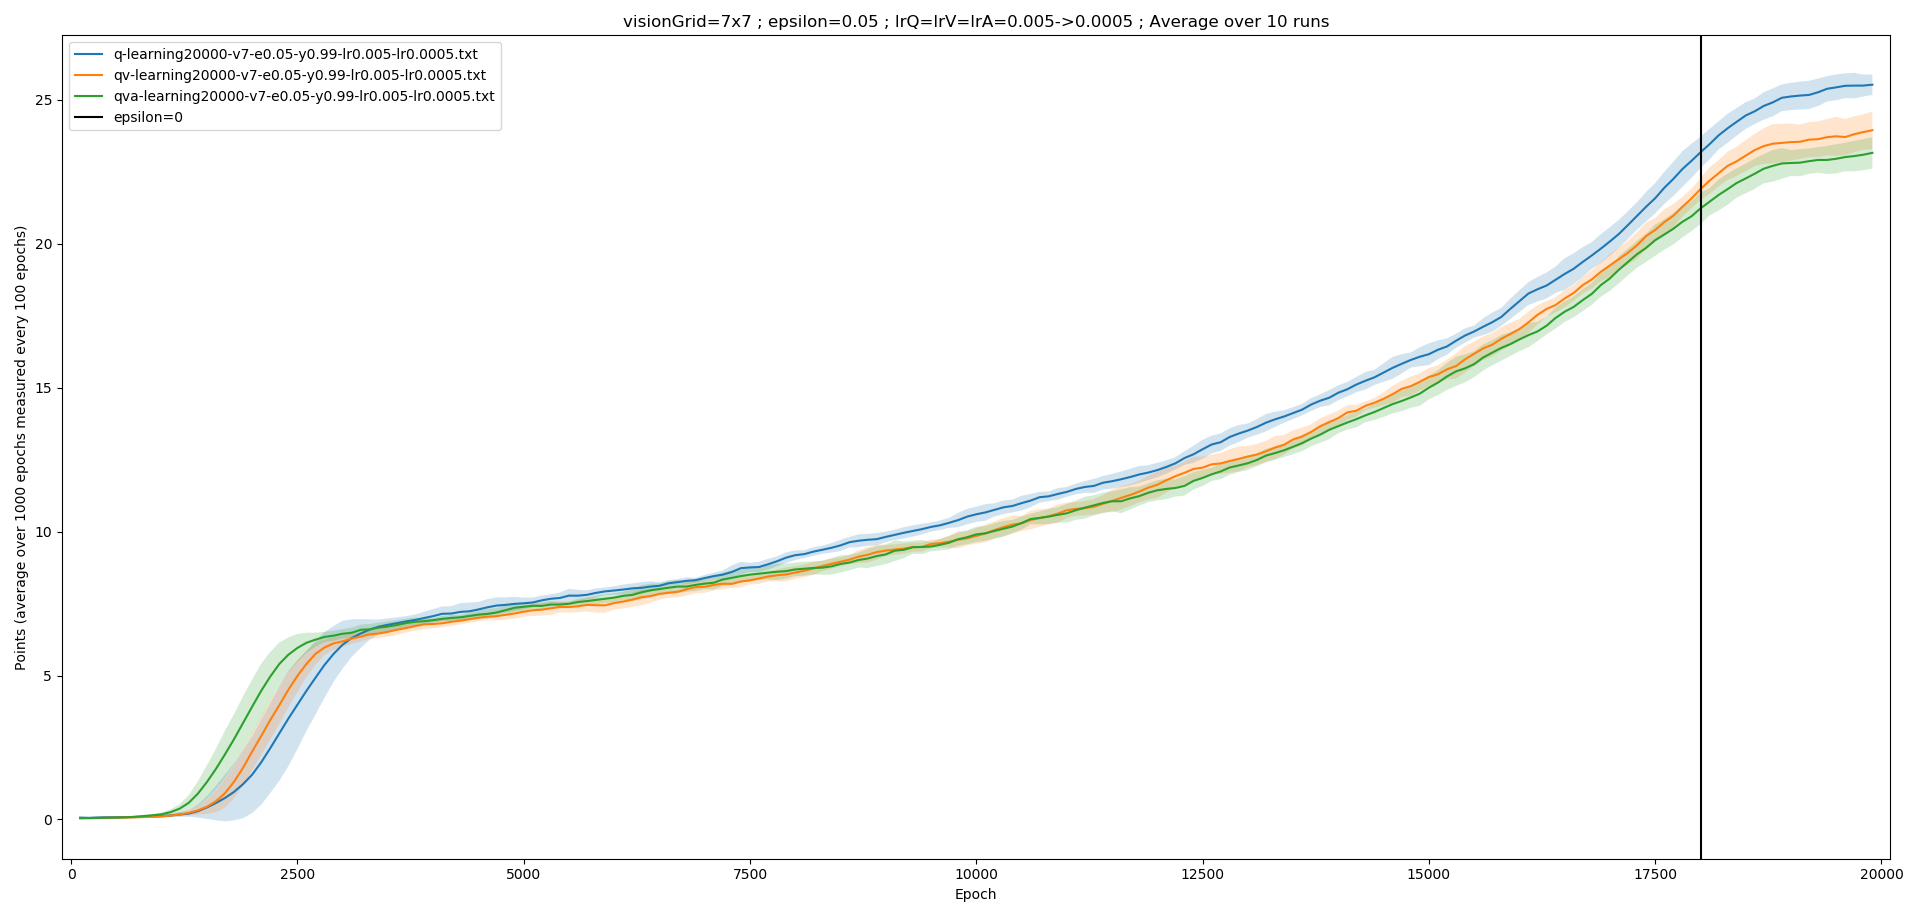 visionGrid=7x7 ; epsilon=0.05 ; lrQ=lrV=lrA=0.005->0.0005 ; Average over 10 runs
q-learning20000-v7-e0.05-y0.99-lr0.005-lr0.0005.txt
qv-learning20000-v7-e0.05-y0.99-lr0.005-lr0.0005.txt
qva-learning20000-v7-e0.05-y0.99-lr0.005-lr0.0005.txt
epsilon=0
Points (average over 1000 epochs measured every 100 epochs)
25
20
15
10
5
0
0 2500 5000 7500 10000 12500 15000 17500 20000
Epoch